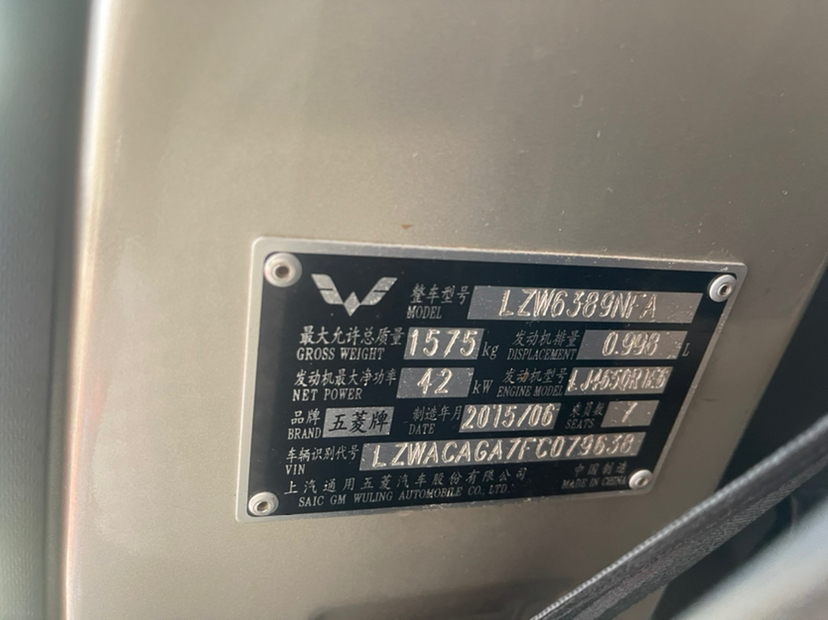 整车型号 LZW6389NFA
MODEL
最大允许总质量 1575 kg 发动机排量 0.998 L
GROSS WEIGHT DISPLACEMENT
发动机最大净功率 42 kW 发动机型号
NET POWER ENGINE MODEL
品牌 五菱牌 制造年月 2015/06 乘员数 7
BRAND DATE SEATS
车辆识别代号 LZWACAGA7FC079638
VIN
上汽通用五菱汽车股份有限公司 中国制造
SAIC GM WULING AUTOMOBILE CO., LTD. MADE IN CHINA